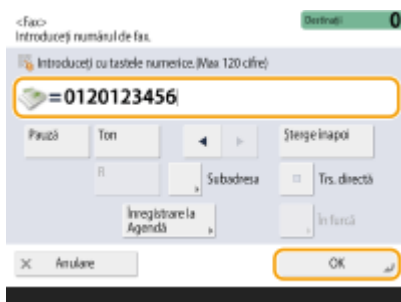 <Fax>
Introduceți numărul de fax.
Destinații 0
Introduceți cu tastele numerice.(Max 120 cifre)
=0120123456
Pauză Ton Șterge înapoi
R Subadresa Trs. directă
Înregistrare la
Agendă
În furcă
Anulare OK